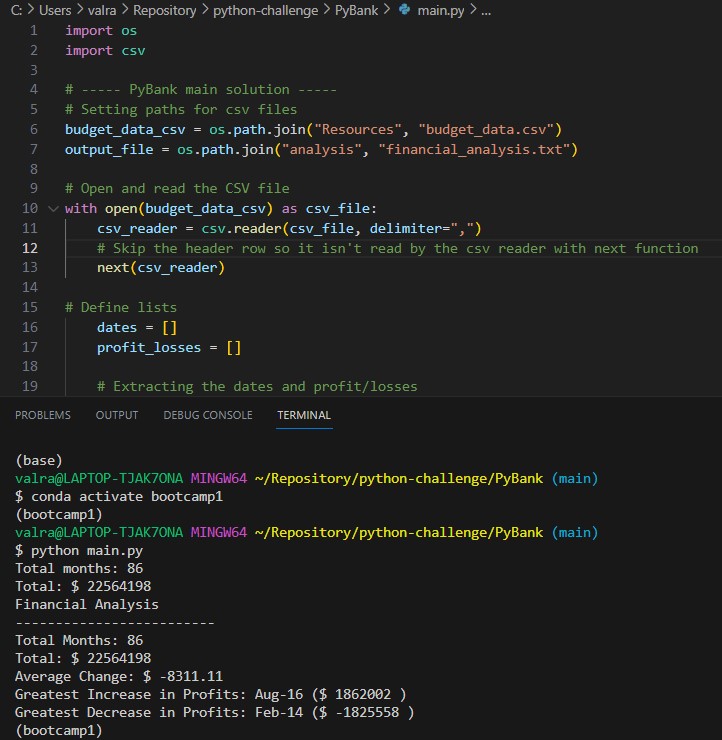 C: > Users > valra > Repository > python-challenge > PyBank > main.py > ...
1 import os
2 import csv
3
4 # ----- PyBank main solution -----
5 # Setting paths for csv files
6 budget_data_csv = os.path.join("Resources", "budget_data.csv")
7 output_file = os.path.join("analysis", "financial_analysis.txt")
8
9 # Open and read the CSV file
10 with open(budget_data_csv) as csv_file:
11     csv_reader = csv.reader(csv_file, delimiter=",")
12     # Skip the header row so it isn't read by the csv reader with next function
13     next(csv_reader)
14
15 # Define lists
16     dates = []
17     profit_losses = []
18
19     # Extracting the dates and profit/losses
PROBLEMS OUTPUT DEBUG CONSOLE TERMINAL
(base)
valra@LAPTOP-TJAK7ONA MINGW64 ~/Repository/python-challenge/PyBank (main)
$ conda activate bootcamp1
(bootcamp1)
valra@LAPTOP-TJAK7ONA MINGW64 ~/Repository/python-challenge/PyBank (main)
$ python main.py
Total months: 86
Total: $ 22564198
Financial Analysis
-------------------------
Total Months: 86
Total: $ 22564198
Average Change: $ -8311.11
Greatest Increase in Profits: Aug-16 ($ 1862002 )
Greatest Decrease in Profits: Feb-14 ($ -1825558 )
(bootcamp1)